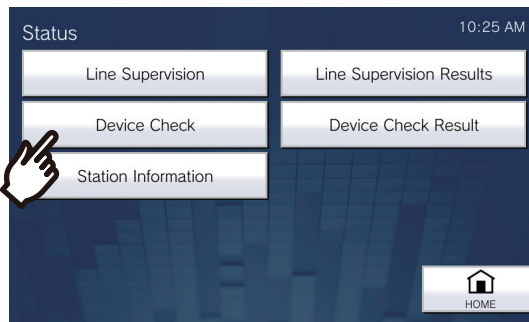 Status
10:25 AM
Line Supervision
Line Supervision Results
Device Check
Device Check Result
Station Information
HOME